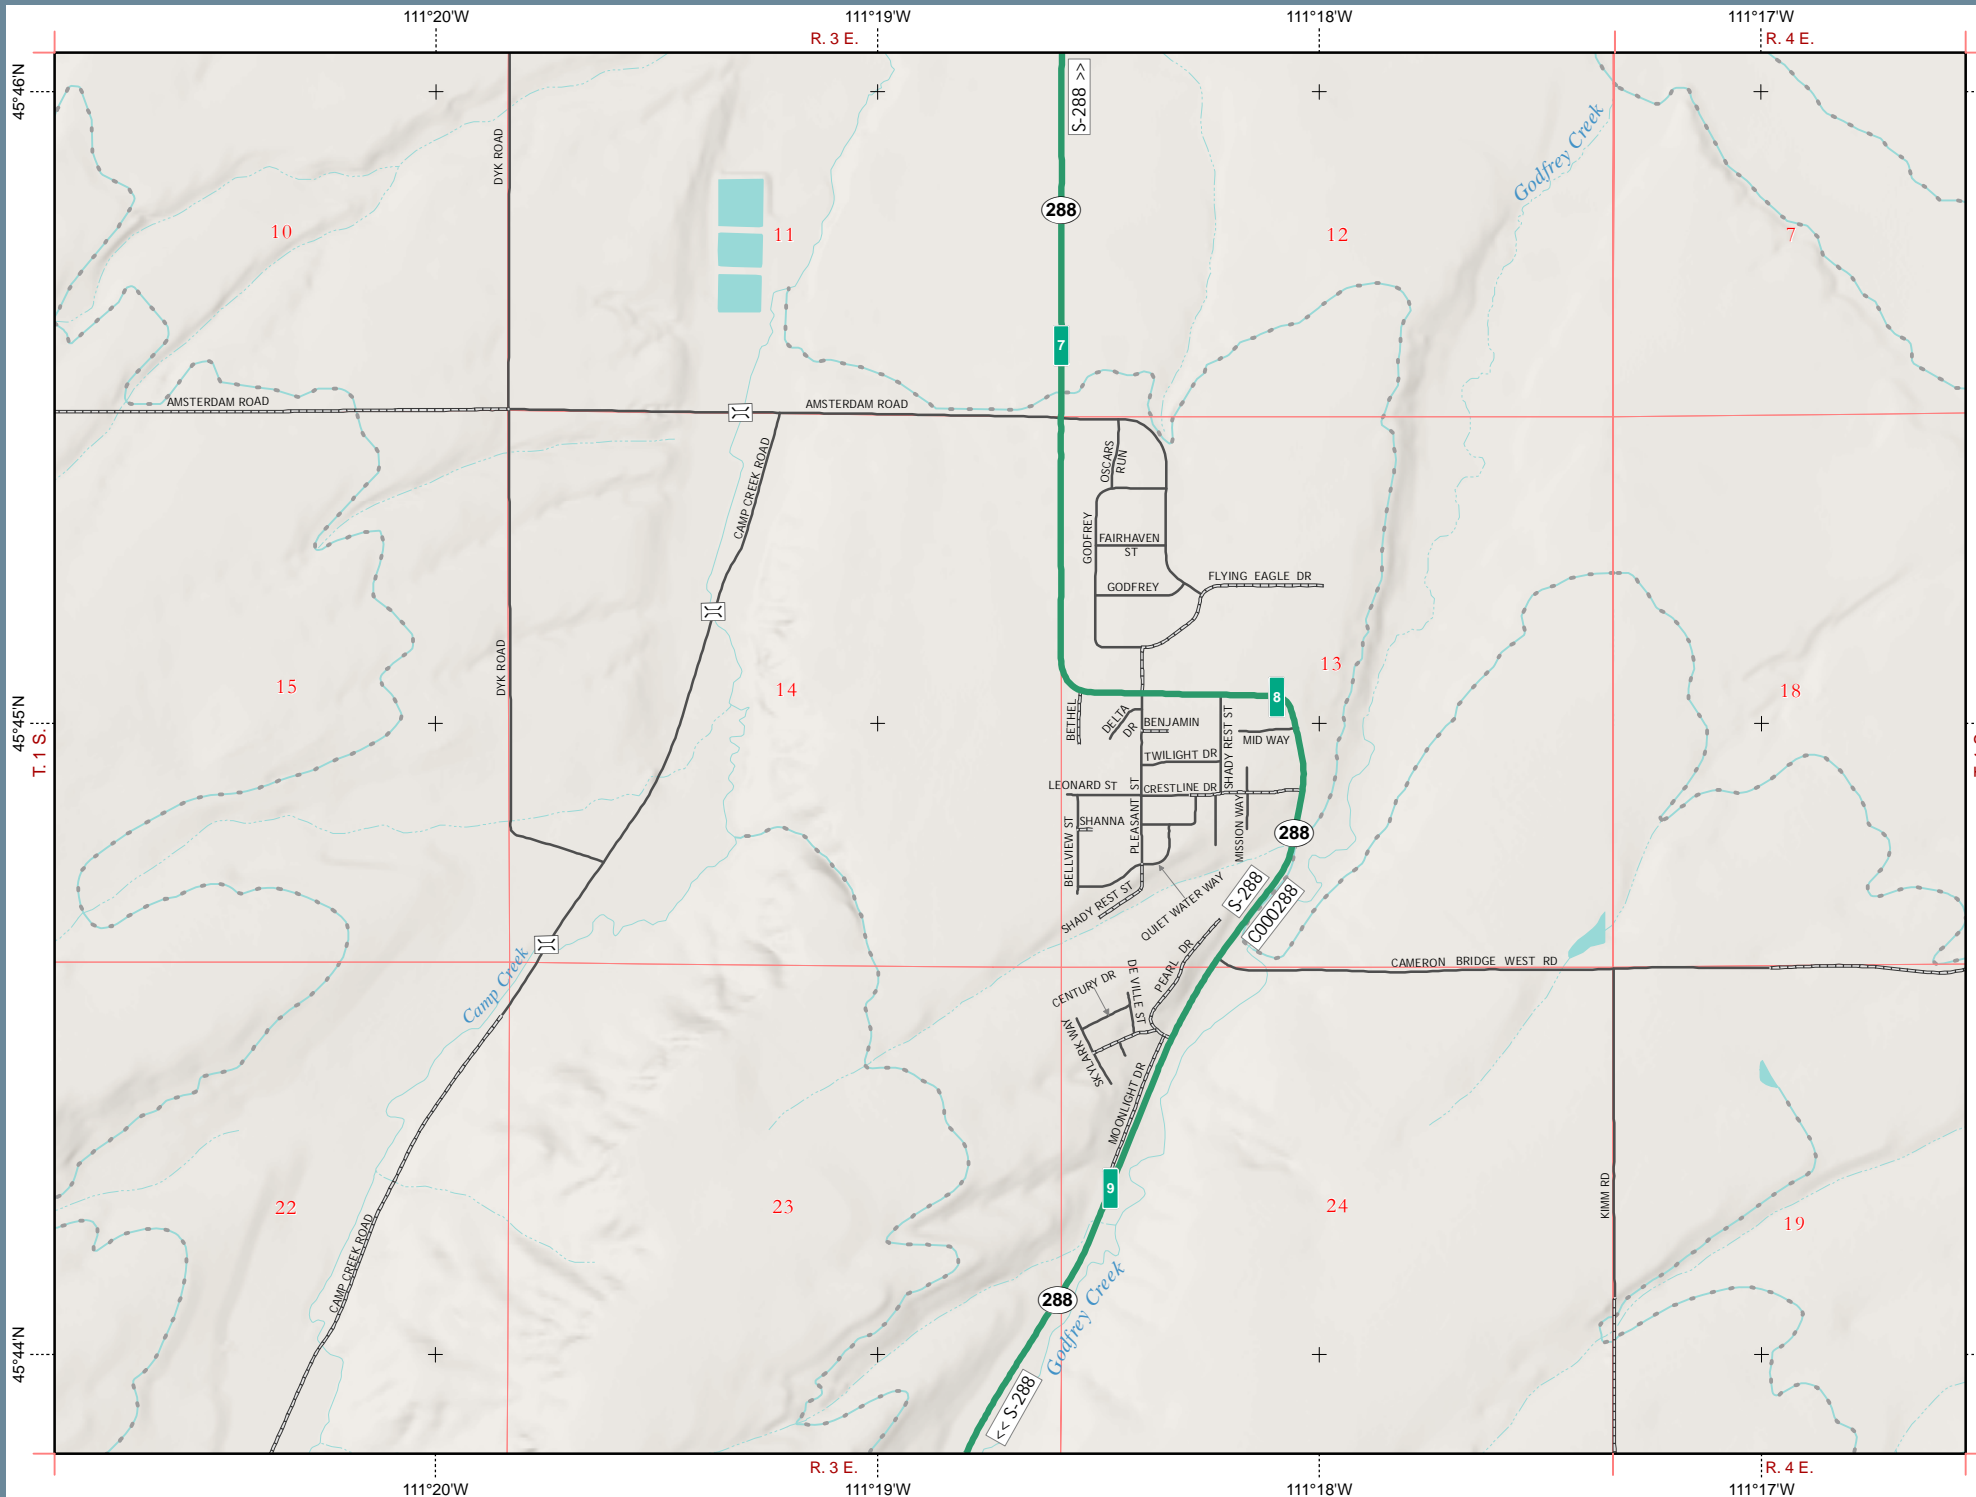 111°20'W
111°19'W
111°18'W
111°17'W
R. 3 E.
R. 4 E.
45°46'N
S-288 >>
DYK ROAD
Godfrey Creek
288
10
11
12
7
7
AMSTERDAM ROAD
AMSTERDAM ROAD
CAMP CREEK ROAD
OSCARS
RUN
GODFREY
FAIRHAVEN
ST
GODFREY
FLYING EAGLE DR
DYK ROAD
15
14
13
18
8
45°45'N
T. 1 S.
BETHEL
DELTA
DR
BENJAMIN
SHADY REST ST
MID WAY
TWILIGHT DR
LEONARD ST
PLEASANT ST
CRESTLINE DR
SHANNA
BELLVIEW ST
MISSION WAY
288
SHADY REST ST
QUIET WATER WAY
S-288
C000288
PEARL DR
CAMERON BRIDGE WEST RD
Camp Creek
CENTURY DR
DE VILLE ST
SKYLARK WAY
MOONLIGHT DR
9
22
23
24
19
KIMM RD
CAMP CREEK ROAD
288
Godfrey Creek
45°44'N
<< S-288
R. 3 E.
R. 4 E.
111°20'W
111°19'W
111°18'W
111°17'W